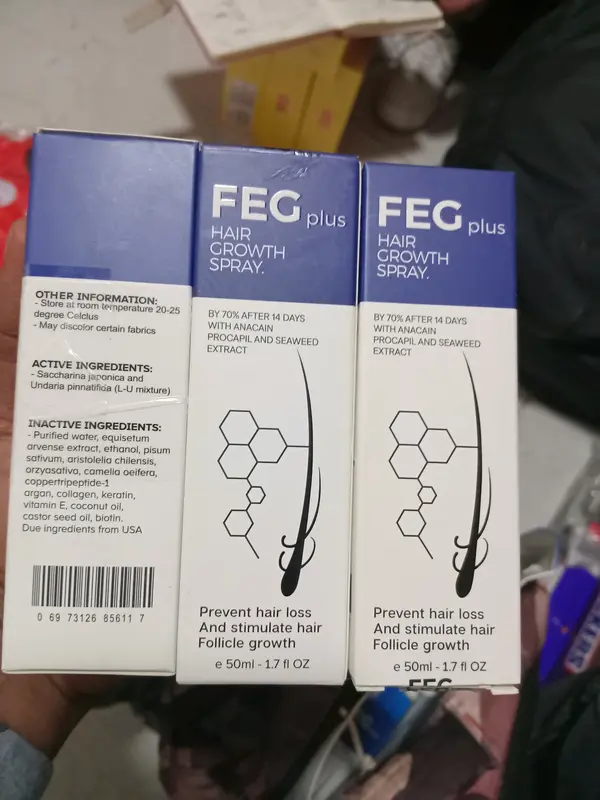 OTHER INFORMATION:
- Store at room temperature 20-25
degree Celclus
- May discolor certain fabrics
ACTIVE INGREDIENTS:
- Saccharina japonica and
Undaria pinnatifida (L-U mixture)
INACTIVE INGREDIENTS:
- Purified water, equisetum
arvense extract, ethanol, pisum
sativum, aristolelia chilensis,
orzyasativa, camelia oeifera,
coppertripeptide-1
argan, collagen, keratin,
vitamin E, coconut oil,
castor seed oil, biotin.
Due ingredients from USA
0 69 73126 85611 7
FEG plus
HAIR
GROWTH
SPRAY.
BY 70% AFTER 14 DAYS
WITH ANACAIN
PROCAPIL AND SEAWEED
EXTRACT
Prevent hair loss
And stimulate hair
Follicle growth
e 50ml - 1.7 fl OZ
FEG plus
HAIR
GROWTH
SPRAY.
BY 70% AFTER 14 DAYS
WITH ANACAIN
PROCAPIL AND SEAWEED
EXTRACT
Prevent hair loss
And stimulate hair
Follicle growth
e 50ml - 1.7 fl OZ
FEG